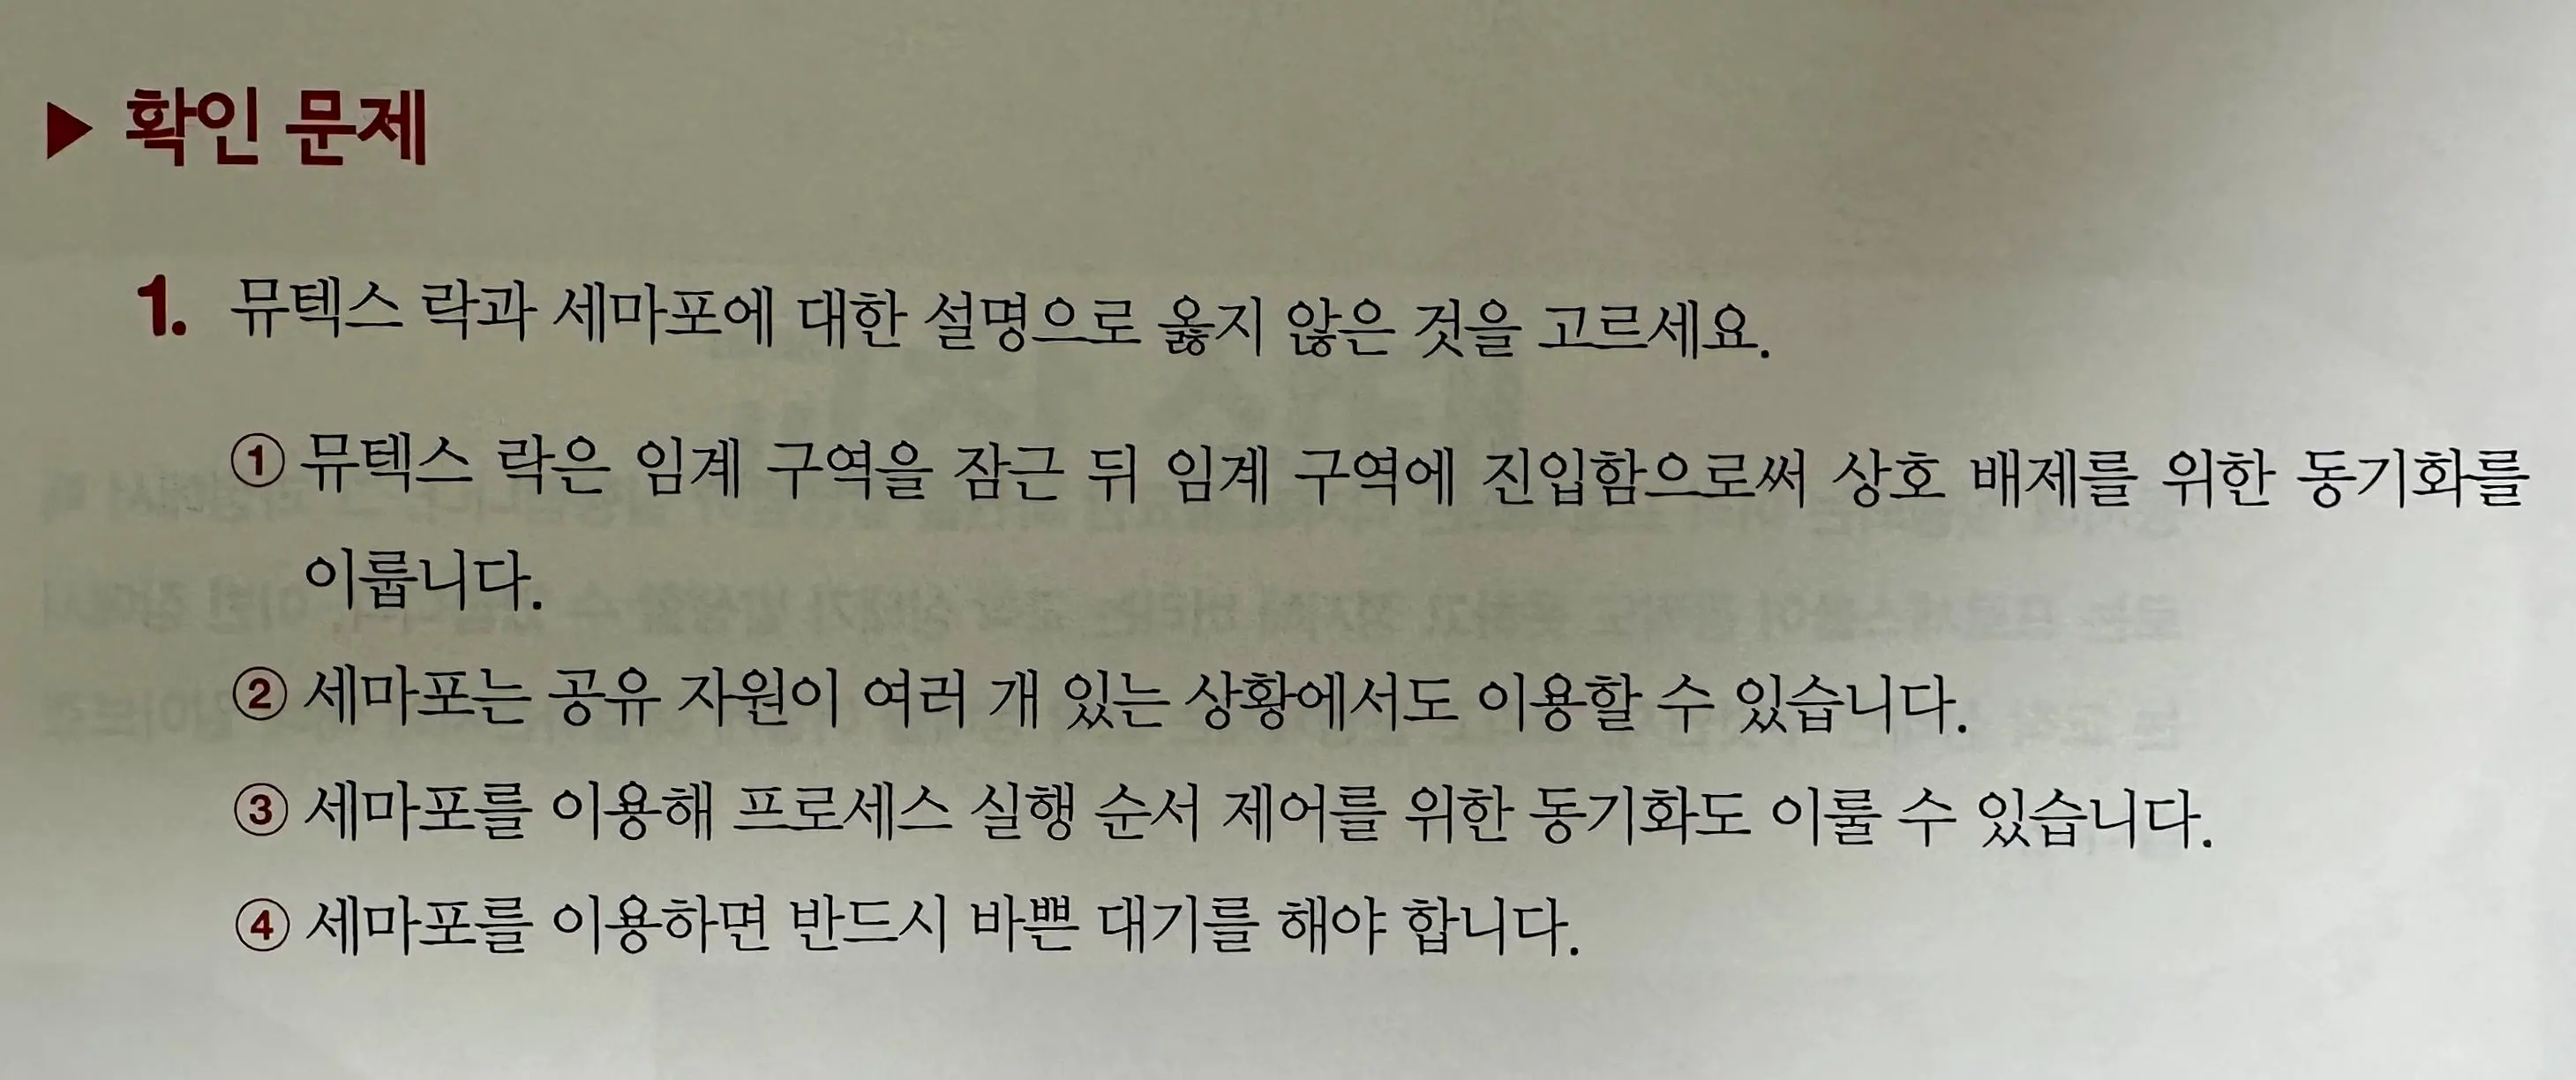 ▶ 확인 문제
1. 뮤텍스 락과 세마포에 대한 설명으로 옳지 않은 것을 고르세요.
① 뮤텍스 락은 임계 구역을 잠근 뒤 임계 구역에 진입함으로써 상호 배제를 위한 동기화를
이룹니다.
② 세마포는 공유 자원이 여러 개 있는 상황에서도 이용할 수 있습니다.
③ 세마포를 이용해 프로세스 실행 순서 제어를 위한 동기화도 이룰 수 있습니다.
④ 세마포를 이용하면 반드시 바쁜 대기를 해야 합니다.